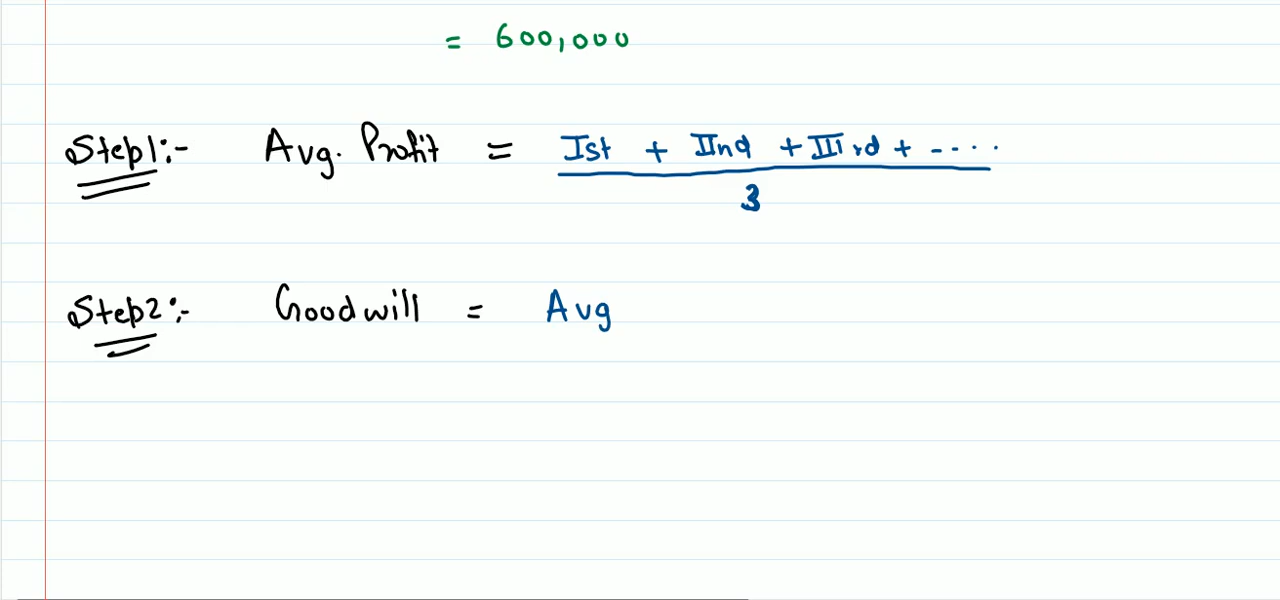 = 600,000
Step1:- Avg. Profit = Ist + IInd + IIIrd + ....
3
Step2:- Goodwill = Avg